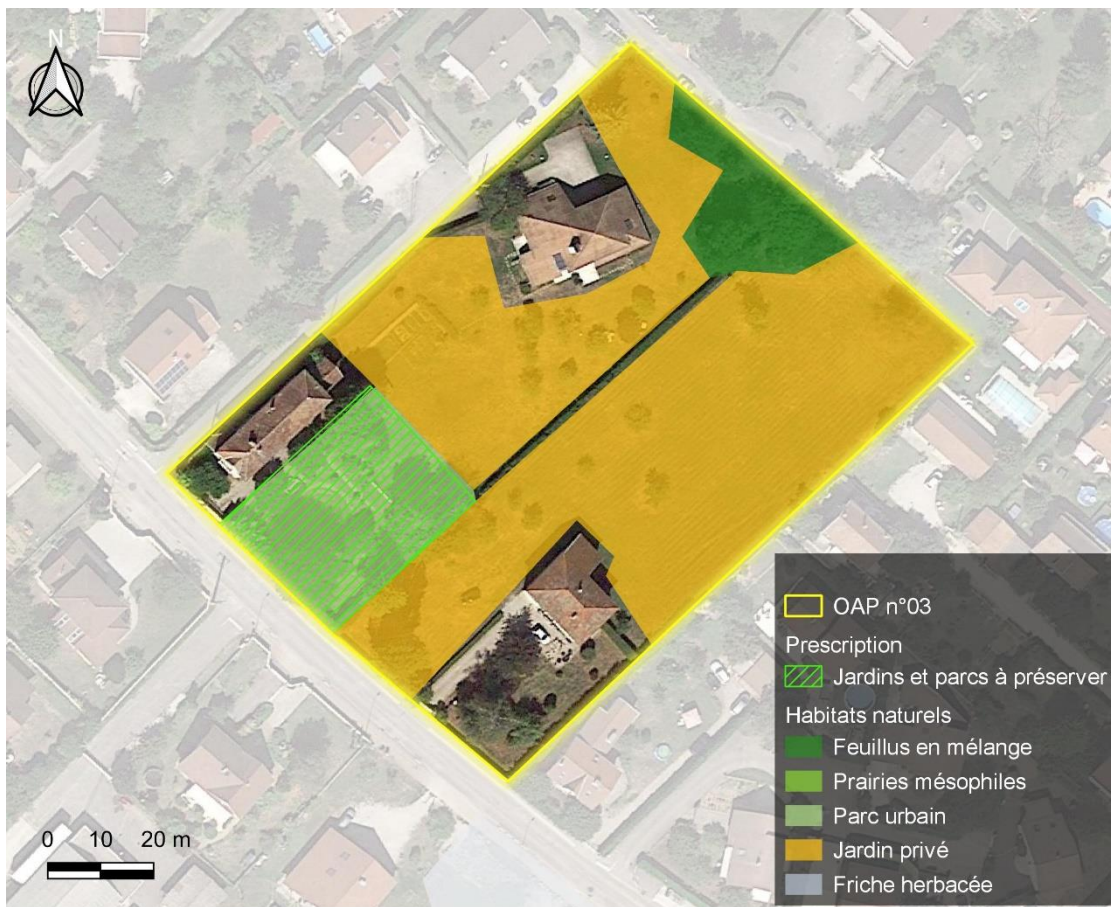 N
OAP n°03
Prescription
Jardins et parcs à préserver
Habitats naturels
Feuillus en mélange
Prairies mésophiles
Parc urbain
Jardin privé
Friche herbacée
0 10 20 m